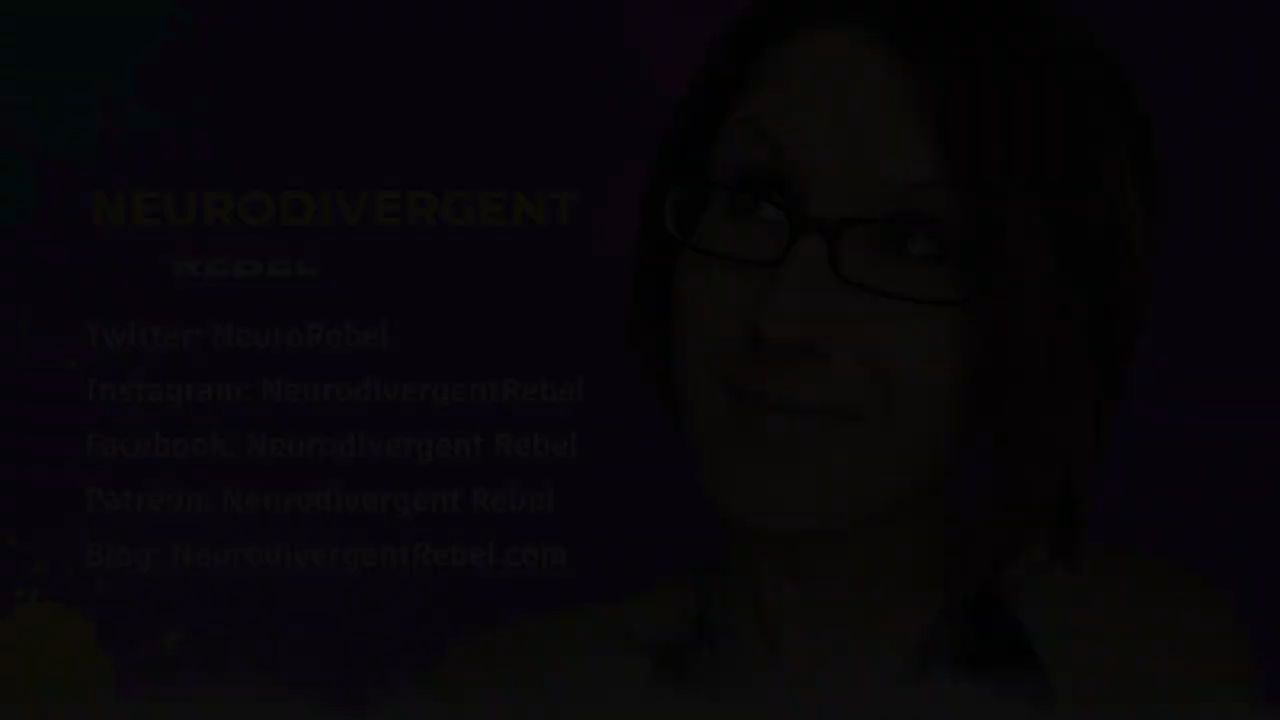 NEURODIVERGENT
REBEL
Twitter: NeuroRebel
Instagram: NeurodivergentRebel
Facebook: Neurodivergent Rebel
Patreon: Neurodivergent Rebel
Blog: NeurodivergentRebel.com